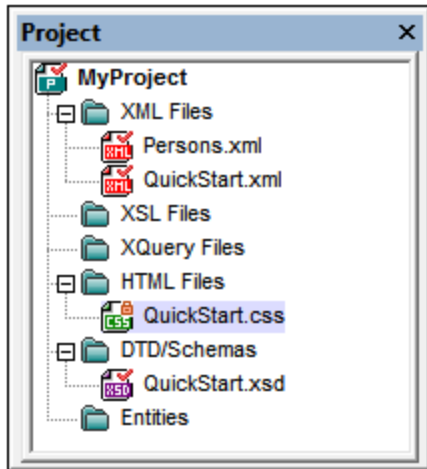 Project
MyProject
XML Files
Persons.xml
QuickStart.xml
XSL Files
XQuery Files
HTML Files
QuickStart.css
DTD/Schemas
QuickStart.xsd
Entities